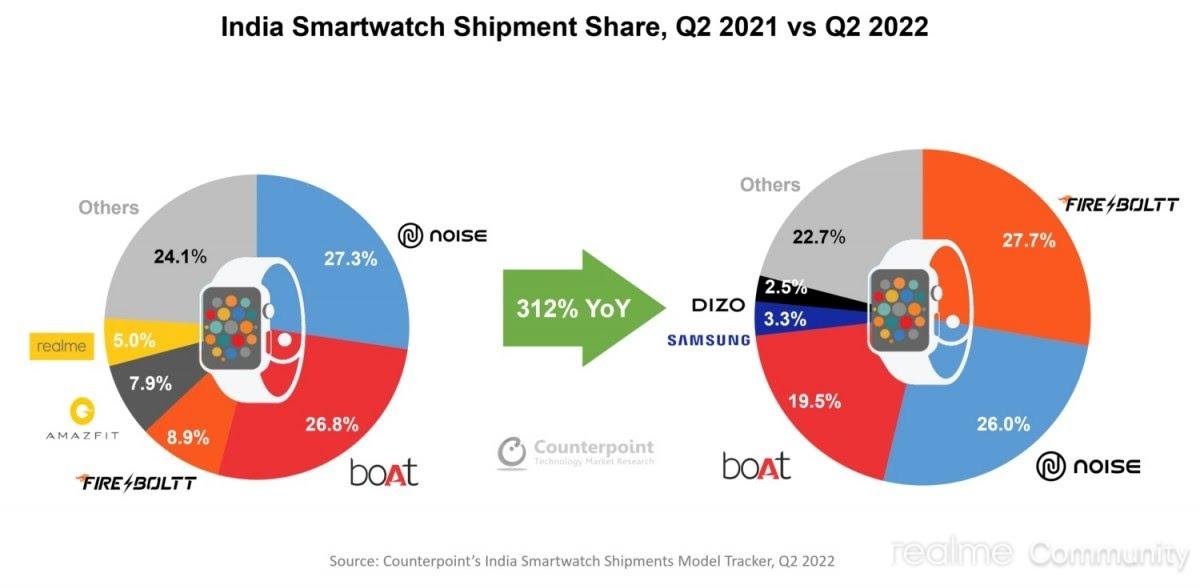 India Smartwatch Shipment Share, Q2 2021 vs Q2 2022
Others
24.1%
27.3%
NOISE
realme
5.0%
7.9%
AMAZFIT
8.9%
FIRE BOLTT
26.8%
boAt
312% YoY
Counterpoint
Technology Market Research
Others
22.7%
27.7%
FIRE BOLTT
2.5%
DIZO
3.3%
SAMSUNG
19.5%
boAt
26.0%
NOISE
Source: Counterpoint's India Smartwatch Shipments Model Tracker, Q2 2022
realme Community